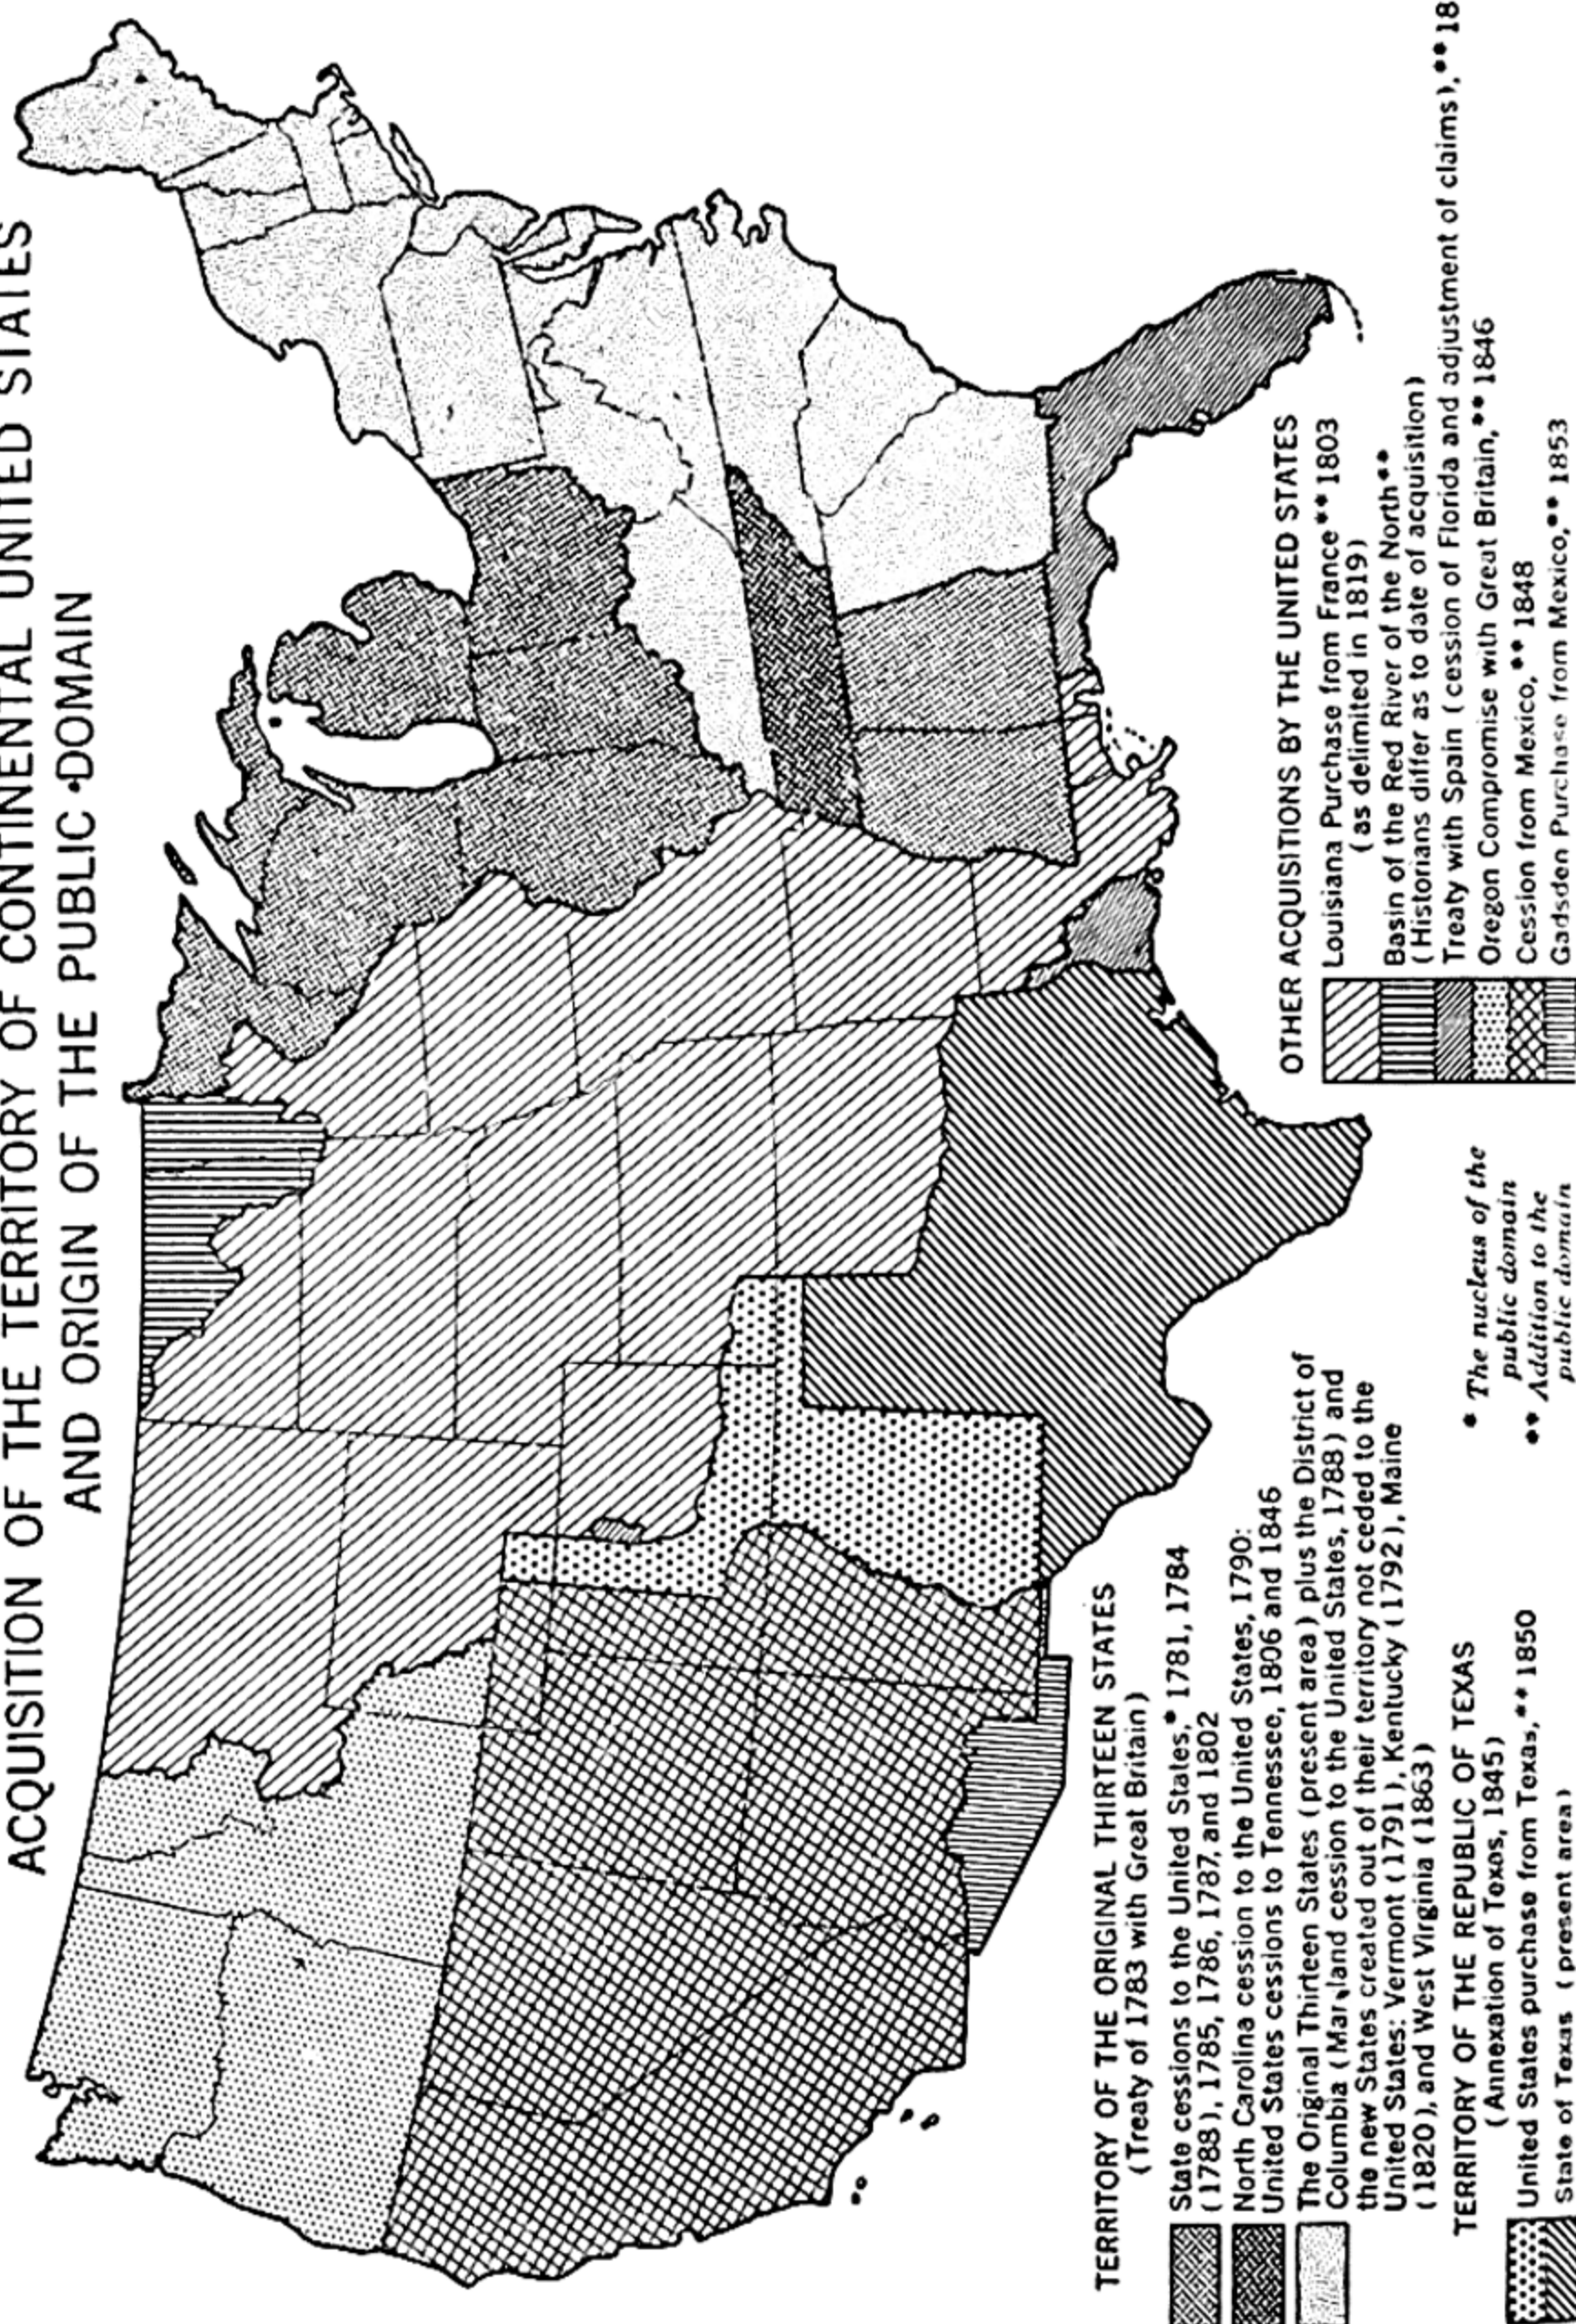 ACQUISITION OF THE TERRITORY OF CONTINENTAL UNITED STATES
AND ORIGIN OF THE PUBLIC DOMAIN
TERRITORY OF THE ORIGINAL THIRTEEN STATES
(Treaty of 1783 with Great Britain)
State cessions to the United States,* 1781, 1784
(1788), 1785, 1786, 1787, and 1802
North Carolina cession to the United States, 1790:
United States cessions to Tennessee, 1806 and 1846
The Original Thirteen States (present area) plus the District of
Columbia (Maryland cession to the United States, 1788) and
the new States created out of their territory not ceded to the
United States: Vermont (1791), Kentucky (1792), Maine
(1820), and West Virginia (1863)
TERRITORY OF THE REPUBLIC OF TEXAS
(Annexation of Texas, 1845)
United States purchase from Texas,** 1850
State of Texas (present area)
* The nucleus of the
public domain
** Addition to the
public domain
OTHER ACQUISITIONS BY THE UNITED STATES
Louisiana Purchase from France** 1803
(as delimited in 1819)
Basin of the Red River of the North**
(Historians differ as to date of acquisition)
Treaty with Spain (cession of Florida and adjustment of claims),** 18
Oregon Compromise with Great Britain,** 1846
Cession from Mexico,** 1848
Gadsden Purchase from Mexico,** 1853